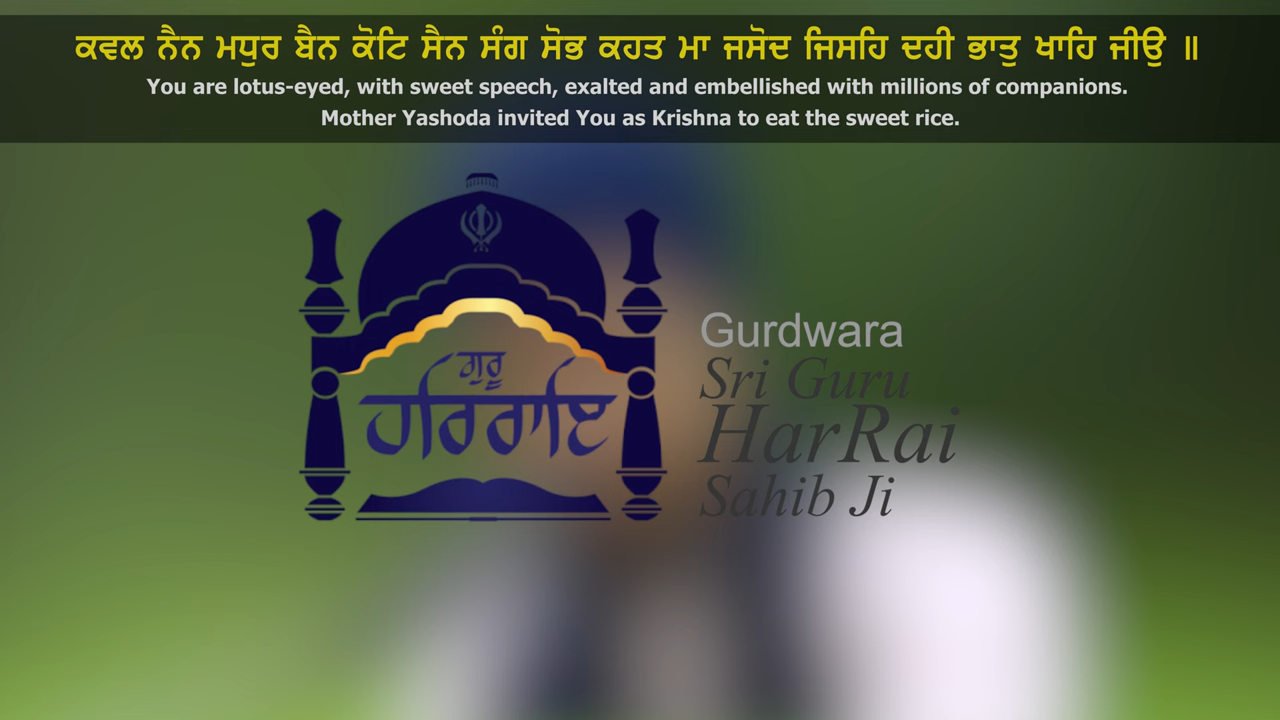 ਕਵਲ ਨੈਨ ਮਧੁਰ ਬੈਨ ਕੋਟਿ ਸੈਨ ਸੰਗ ਸੋਭ ਕਹਤ ਮਾ ਜਸੋਦ ਜਿਸਹਿ ਦਹੀ ਭਾਤੁ ਖਾਹਿ ਜੀਉ ॥
You are lotus-eyed, with sweet speech, exalted and embellished with millions of companions.
Mother Yashoda invited You as Krishna to eat the sweet rice.
ਗੁਰੂ
ਹਰਿਰਾਇ
Gurdwara
Sri Guru
HarRai
Sahib Ji